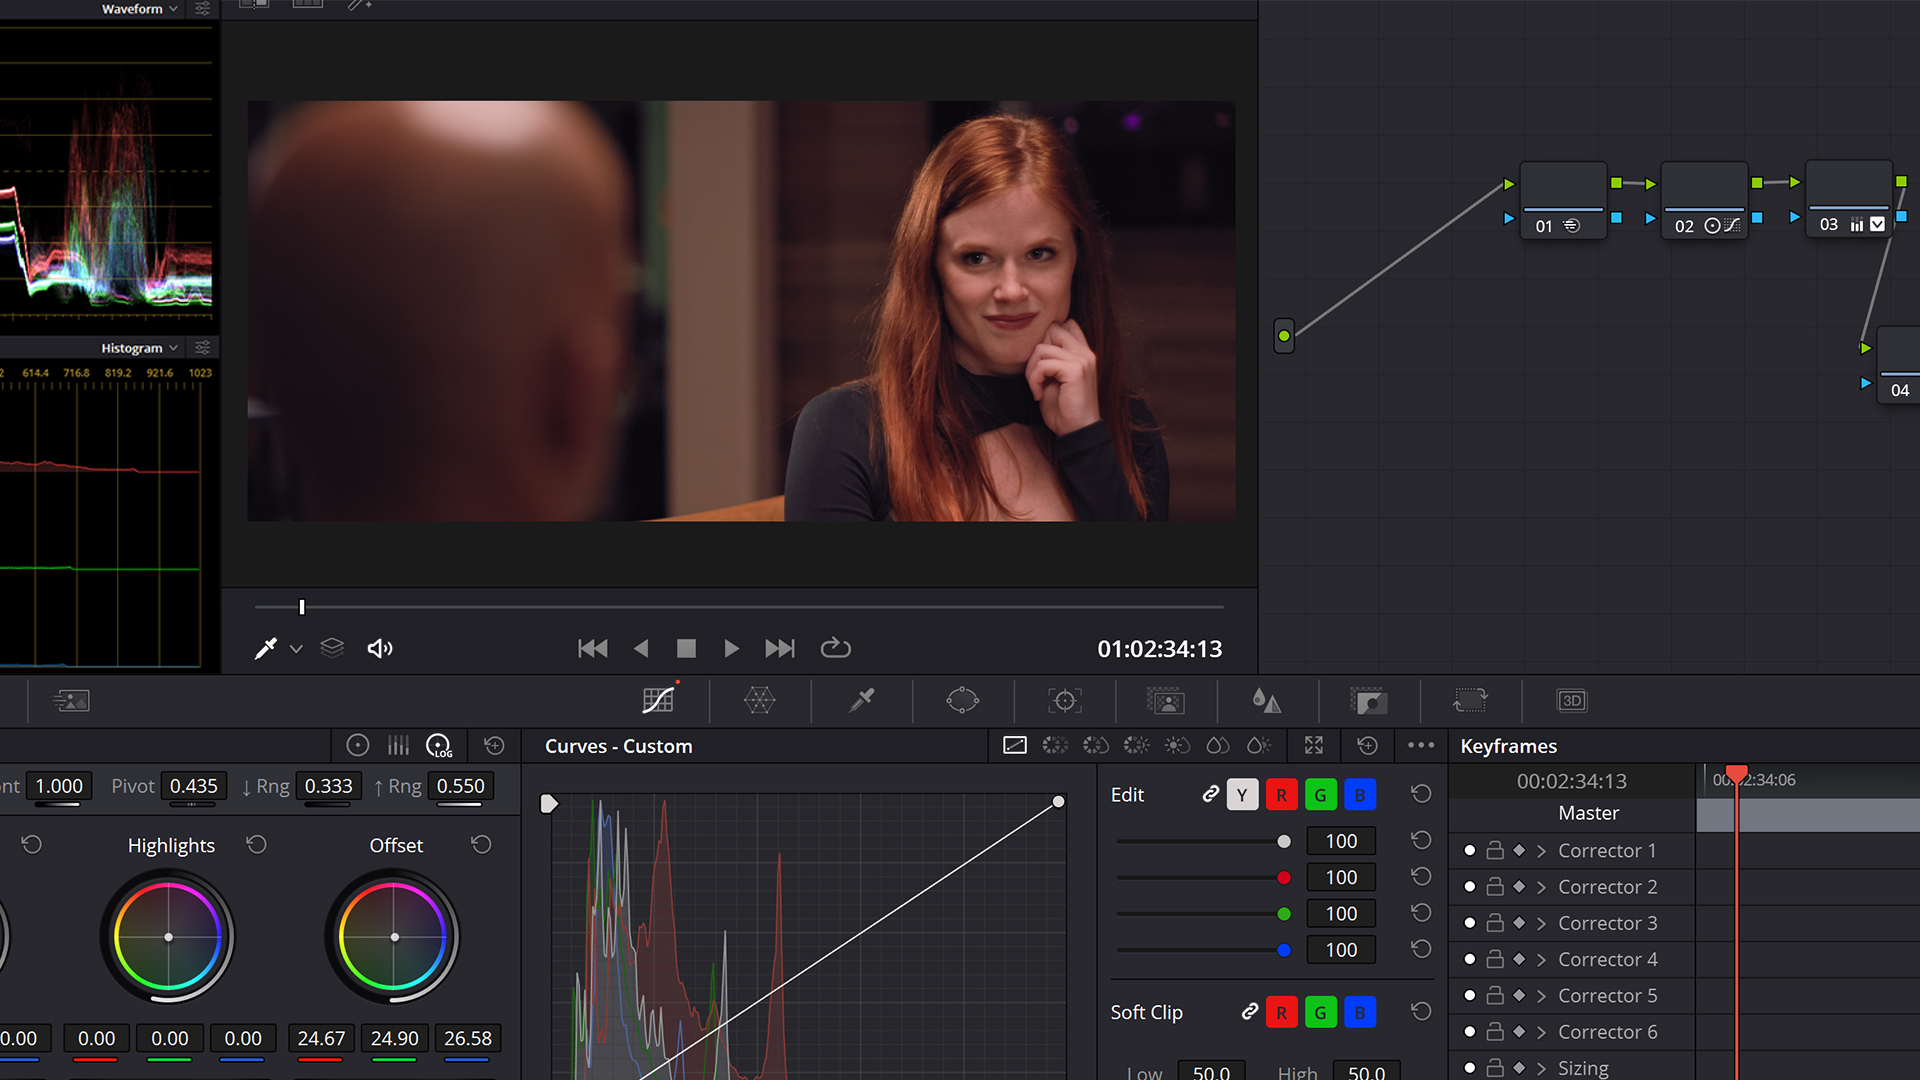 Waveform
Histogram
614.4 716.8 819.2 921.6 1023
01:02:34:13
01
02
03
04
3D
LOG
Curves - Custom
Keyframes
1.000 Pivot 0.435 ↓ Rng 0.333 ↑ Rng 0.550
Highlights
Offset
0.00 0.00 0.00 0.00 24.67 24.90 26.58
Edit Y R G B
100
100
100
100
Soft Clip R G B
Low 50.0 High 50.0
00:02:34:13
:34:06
Master
Corrector 1
Corrector 2
Corrector 3
Corrector 4
Corrector 5
Corrector 6
Sizing